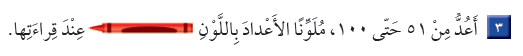 ٣ أَعُدُّ مِنْ ٥١ حَتّى ١٠٠، مُلَوِّنًا الأَعْدادَ بِاللَّوْنِ عِنْدَ قِراءَتِها.